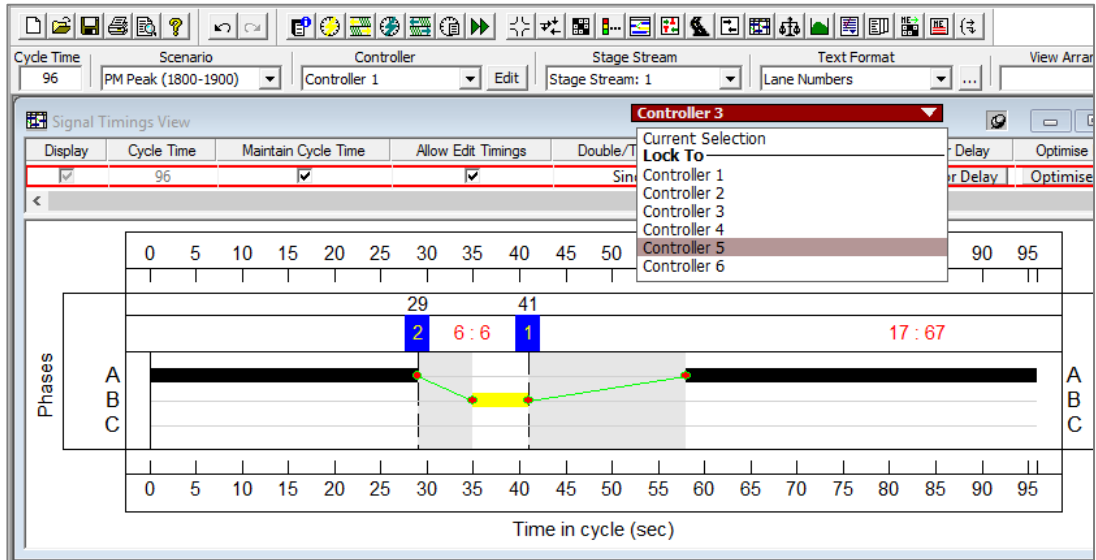 Cycle Time Scenario Controller Stage Stream Text Format View Arran
96 PM Peak (1800-1900) Controller 1 Edit Stage Stream: 1 Lane Numbers ...
Signal Timings View Controller 3
Display Cycle Time Maintain Cycle Time Allow Edit Timings Double/T Delay Optimise
96 Sin or Delay Optimise
Current Selection
Lock To
Controller 1
Controller 2
Controller 3
Controller 4
Controller 5
Controller 6
0 5 10 15 20 25 30 35 40 45 50 90 95
29 41
2 6 : 6 1 17 : 67
Phases
A A
B B
C C
0 5 10 15 20 25 30 35 40 45 50 55 60 65 70 75 80 85 90 95
Time in cycle (sec)